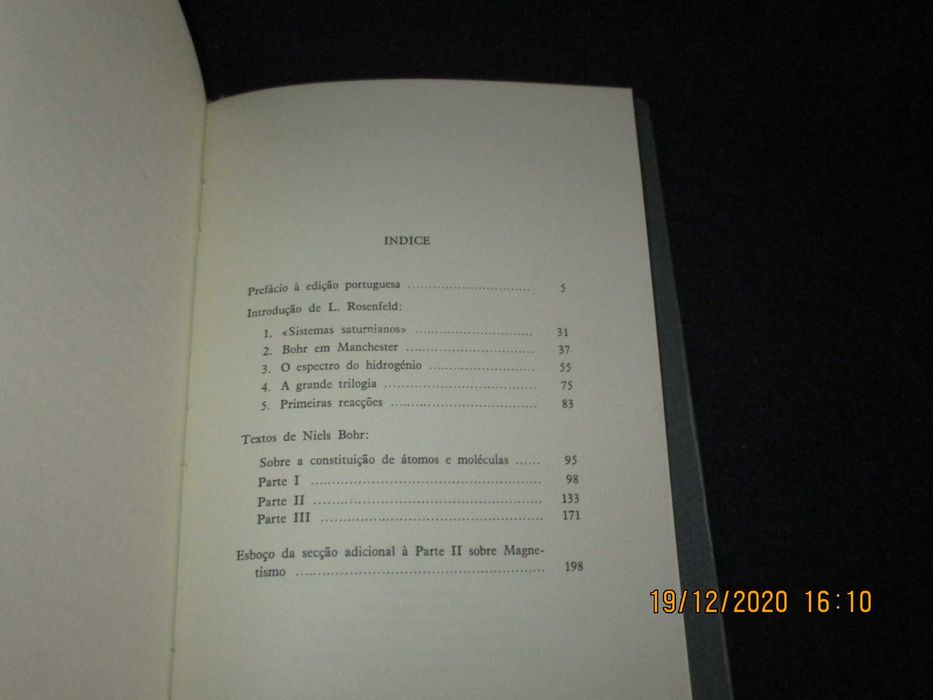 ÍNDICE
Prefácio à edição portuguesa .............................. 5
Introdução de L. Rosenfeld:
1. «Sistemas saturnianos» .............................. 31
2. Bohr em Manchester .............................. 37
3. O espectro do hidrogénio .............................. 55
4. A grande trilogia .............................. 75
5. Primeiras reacções .............................. 83
Textos de Niels Bohr:
Sobre a constituição de átomos e moléculas ...... 95
Parte I .............................. 98
Parte II .............................. 133
Parte III .............................. 171
Esboço da secção adicional à Parte II sobre Magne-
tismo .............................. 198
19/12/2020 16:10